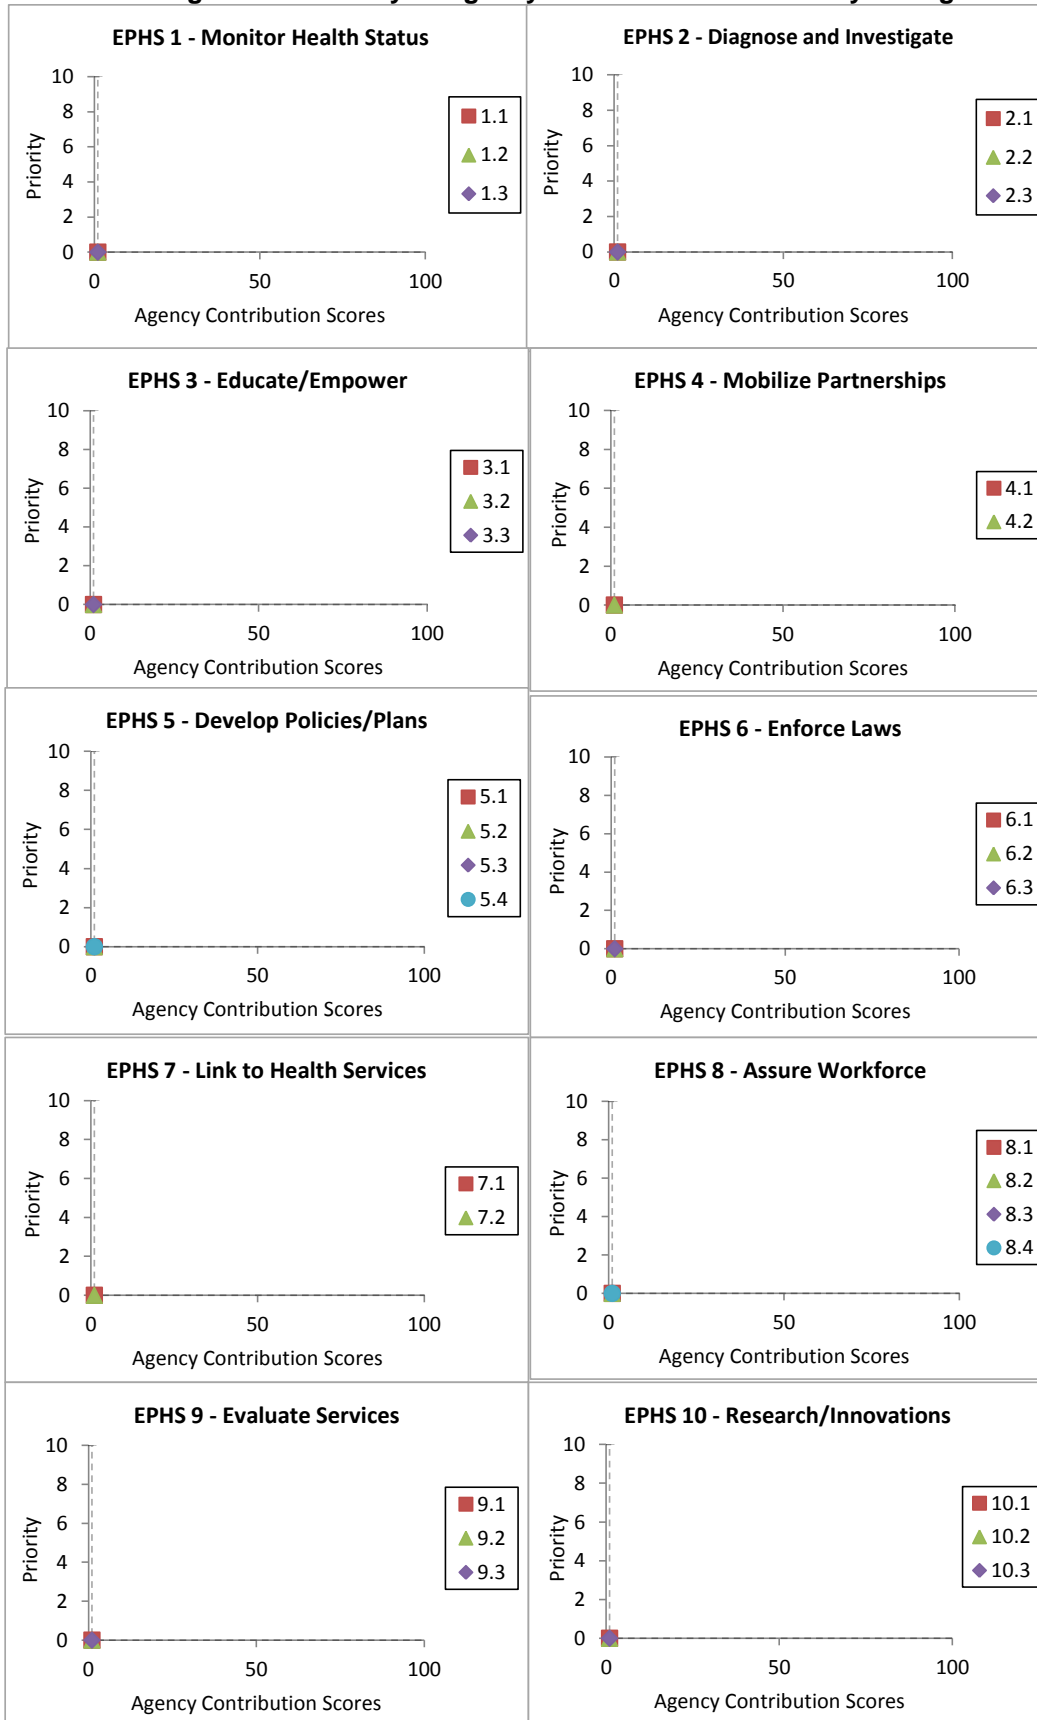 EPHS 1 - Monitor Health Status
10
8
6
4
2
0
Priority
0 50 100
Agency Contribution Scores
1.1
1.2
1.3
EPHS 2 - Diagnose and Investigate
10
8
6
4
2
0
Priority
0 50 100
Agency Contribution Scores
2.1
2.2
2.3
EPHS 3 - Educate/Empower
10
8
6
4
2
0
Priority
0 50 100
Agency Contribution Scores
3.1
3.2
3.3
EPHS 4 - Mobilize Partnerships
10
8
6
4
2
0
Priority
0 50 100
Agency Contribution Scores
4.1
4.2
EPHS 5 - Develop Policies/Plans
10
8
6
4
2
0
Priority
0 50 100
Agency Contribution Scores
5.1
5.2
5.3
5.4
EPHS 6 - Enforce Laws
10
8
6
4
2
0
Priority
0 50 100
Agency Contribution Scores
6.1
6.2
6.3
EPHS 7 - Link to Health Services
10
8
6
4
2
0
Priority
0 50 100
Agency Contribution Scores
7.1
7.2
EPHS 8 - Assure Workforce
10
8
6
4
2
0
Priority
0 50 100
Agency Contribution Scores
8.1
8.2
8.3
8.4
EPHS 9 - Evaluate Services
10
8
6
4
2
0
Priority
0 50 100
Agency Contribution Scores
9.1
9.2
9.3
EPHS 10 - Research/Innovations
10
8
6
4
2
0
Priority
0 50 100
Agency Contribution Scores
10.1
10.2
10.3